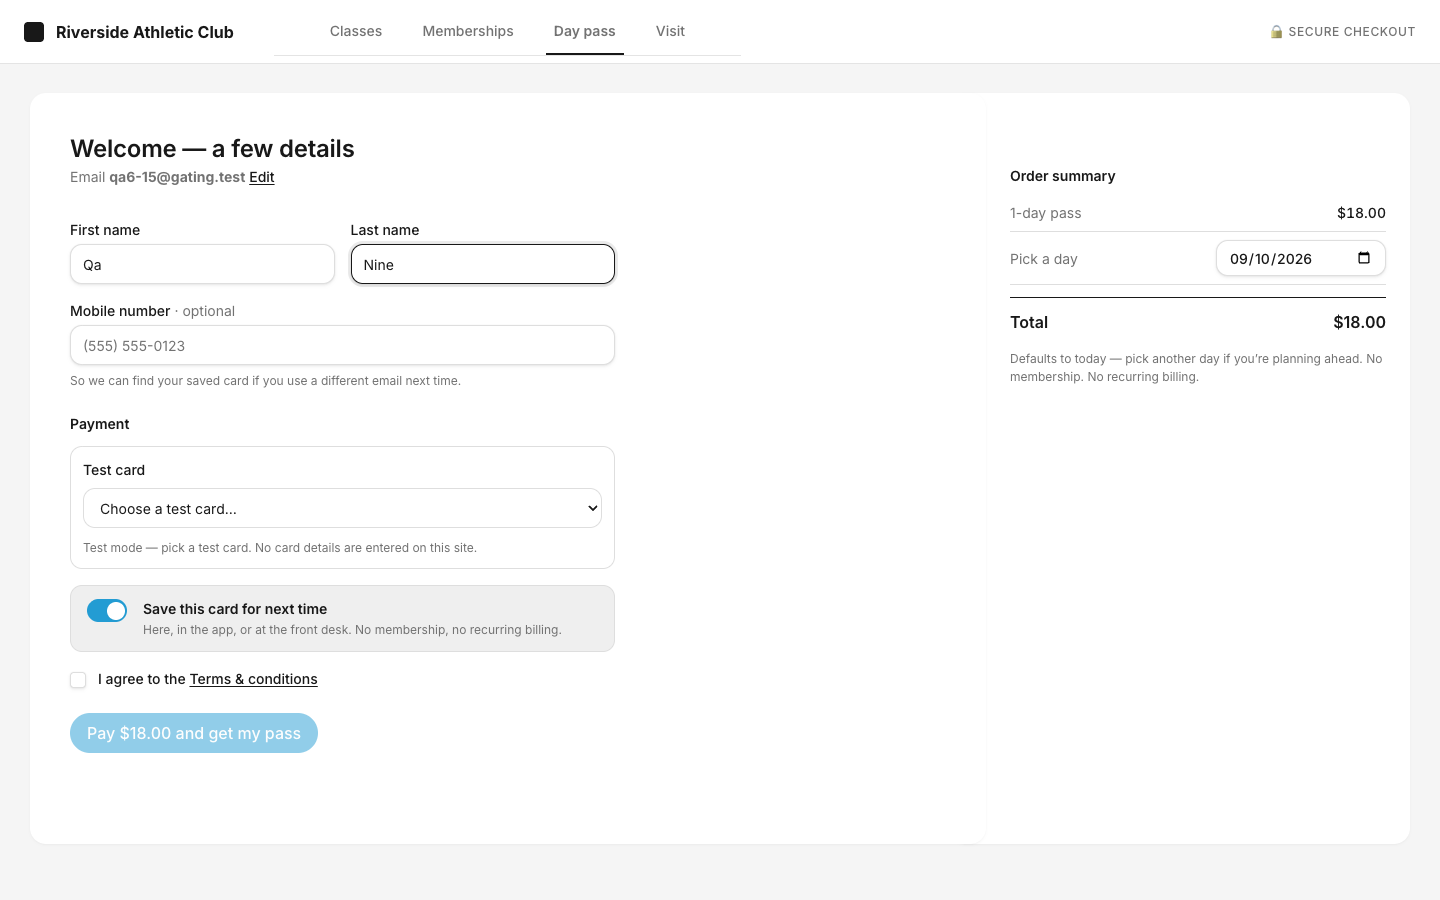 Riverside Athletic Club
Classes Memberships Day pass Visit
🔒 SECURE CHECKOUT
Welcome — a few details
Email qa6-15@gating.test Edit
First name Last name
Qa Nine
Mobile number · optional
(555) 555-0123
So we can find your saved card if you use a different email next time.
Payment
Test card
Choose a test card...
Test mode — pick a test card. No card details are entered on this site.
Save this card for next time
Here, in the app, or at the front desk. No membership, no recurring billing.
I agree to the Terms & conditions
Pay $18.00 and get my pass
Order summary
1-day pass $18.00
Pick a day 09/10/2026
Total $18.00
Defaults to today — pick another day if you're planning ahead. No
membership. No recurring billing.